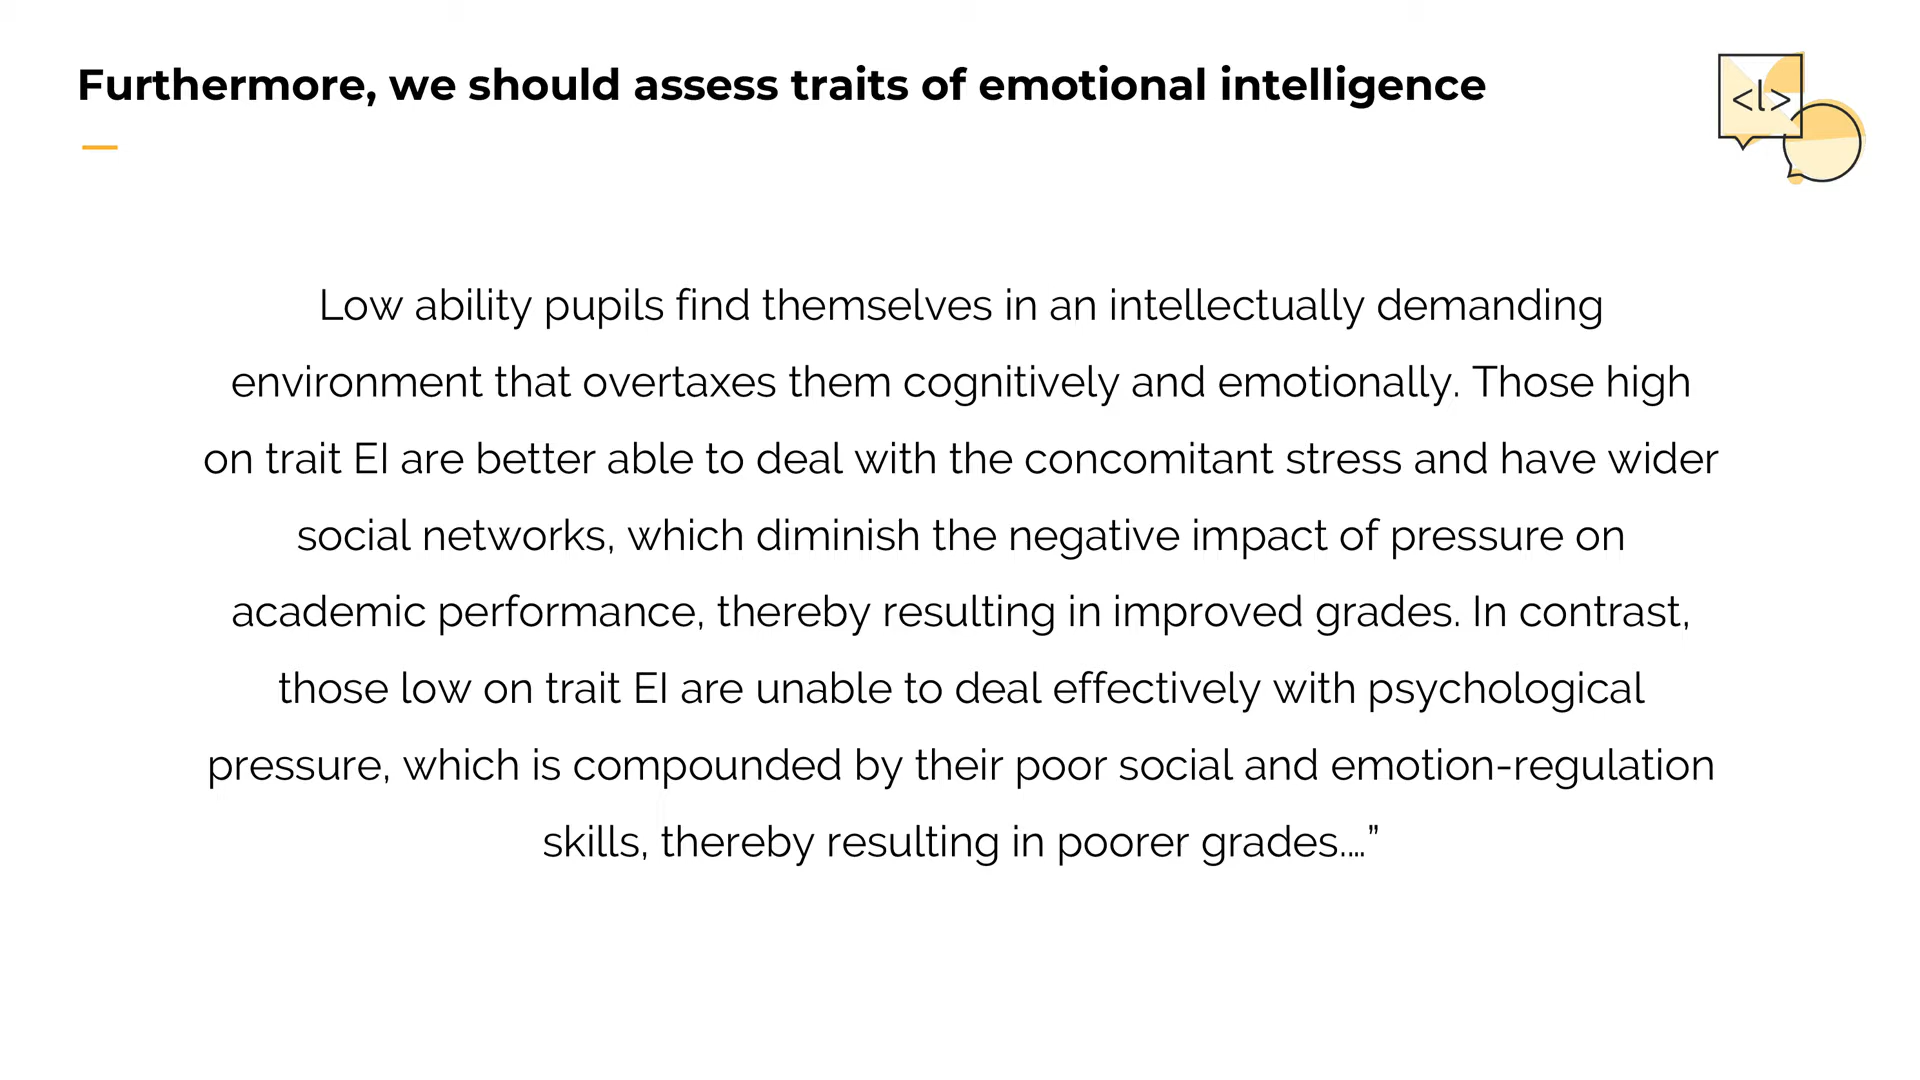 Furthermore, we should assess traits of emotional intelligence
<l>
Low ability pupils find themselves in an intellectually demanding
environment that overtaxes them cognitively and emotionally. Those high
on trait EI are better able to deal with the concomitant stress and have wider
social networks, which diminish the negative impact of pressure on
academic performance, thereby resulting in improved grades. In contrast,
those low on trait EI are unable to deal effectively with psychological
pressure, which is compounded by their poor social and emotion-regulation
skills, thereby resulting in poorer grades.…”